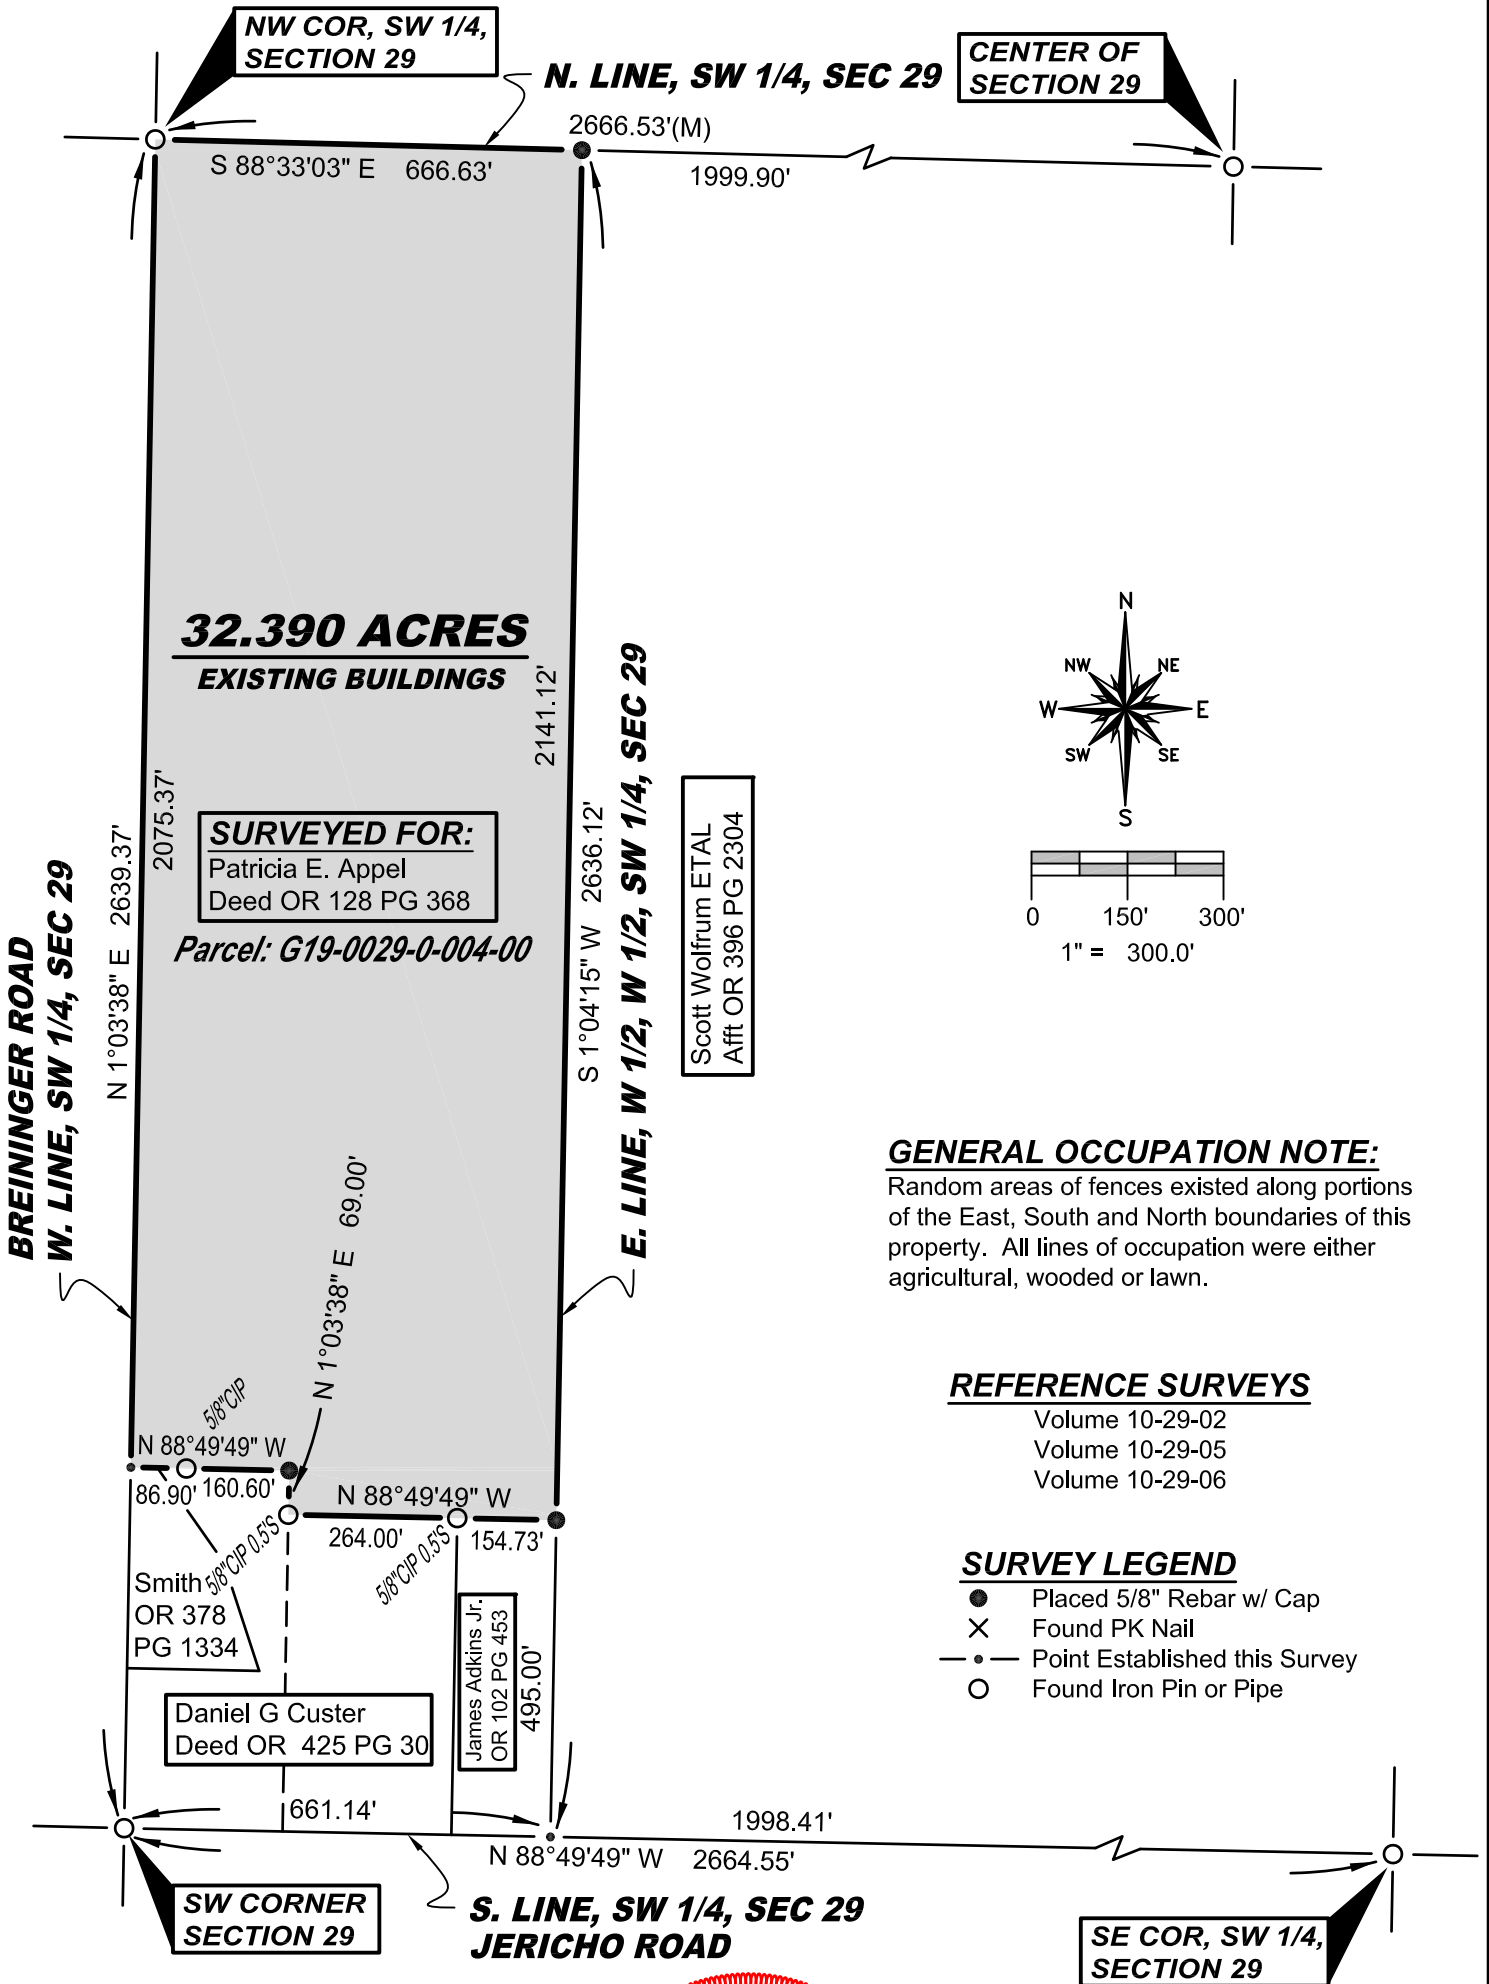 NW COR, SW 1/4,
SECTION 29
N. LINE, SW 1/4, SEC 29
CENTER OF
SECTION 29
2666.53'(M)
S 88°33'03" E 666.63'
1999.90'
32.390 ACRES
EXISTING BUILDINGS
2141.12'
2075.37'
N 1°03'38" E 2639.37'
BREININGER ROAD
W. LINE, SW 1/4, SEC 29
SURVEYED FOR:
Patricia E. Appel
Deed OR 128 PG 368
Parcel: G19-0029-0-004-00
S 1°04'15" W 2636.12'
E. LINE, W 1/2, W 1/2, SW 1/4, SEC 29
Scott Wolfrum ETAL
Afft OR 396 PG 2304
N
NW
NE
W
E
SW
SE
S
0 150' 300'
1" = 300.0'
GENERAL OCCUPATION NOTE:
Random areas of fences existed along portions
of the East, South and North boundaries of this
property. All lines of occupation were either
agricultural, wooded or lawn.
N 1°03'38" E 69.00'
5/8"CIP
N 88°49'49" W
86.90' 160.60'
N 88°49'49" W
264.00' 154.73'
5/8"CIP 0.5'S
5/8"CIP 0.5'S
REFERENCE SURVEYS
Volume 10-29-02
Volume 10-29-05
Volume 10-29-06
SURVEY LEGEND
Placed 5/8" Rebar w/ Cap
Found PK Nail
Point Established this Survey
Found Iron Pin or Pipe
Smith
OR 378
PG 1334
James Adkins Jr.
OR 102 PG 453
495.00'
Daniel G Custer
Deed OR 425 PG 30
661.14'
1998.41'
N 88°49'49" W 2664.55'
SW CORNER
SECTION 29
S. LINE, SW 1/4, SEC 29
JERICHO ROAD
SE COR, SW 1/4,
SECTION 29